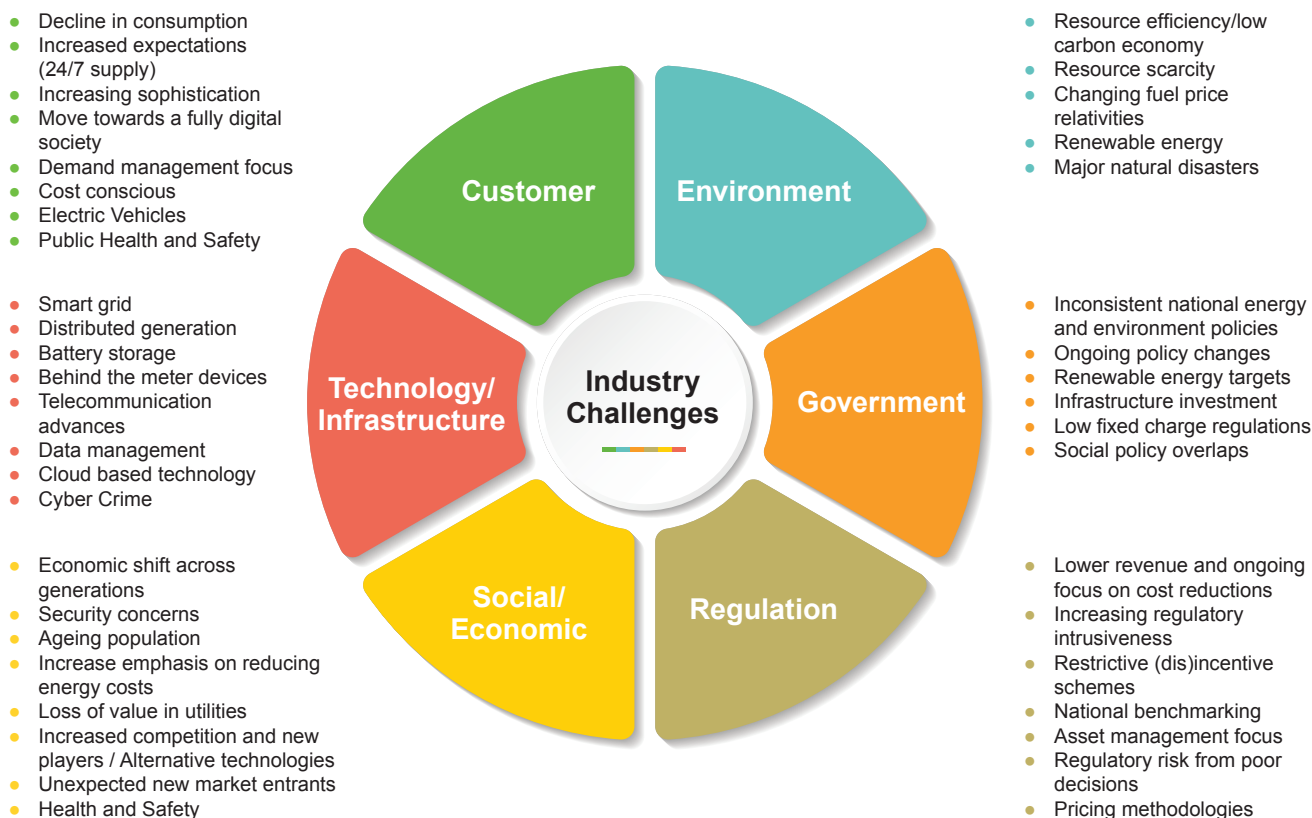 Decline in consumption
Increased expectations
(24/7 supply)
Increasing sophistication
Move towards a fully digital
society
Demand management focus
Cost conscious
Electric Vehicles
Public Health and Safety
Smart grid
Distributed generation
Battery storage
Behind the meter devices
Telecommunication
advances
Data management
Cloud based technology
Cyber Crime
Economic shift across
generations
Security concerns
Ageing population
Increase emphasis on reducing
energy costs
Loss of value in utilities
Increased competition and new
players / Alternative technologies
Unexpected new market entrants
Health and Safety
Customer
Environment
Technology/
Infrastructure
Industry
Challenges
Government
Social/
Economic
Regulation
Resource efficiency/low
carbon economy
Resource scarcity
Changing fuel price
relativities
Renewable energy
Major natural disasters
Inconsistent national energy
and environment policies
Ongoing policy changes
Renewable energy targets
Infrastructure investment
Low fixed charge regulations
Social policy overlaps
Lower revenue and ongoing
focus on cost reductions
Increasing regulatory
intrusiveness
Restrictive (dis)incentive
schemes
National benchmarking
Asset management focus
Regulatory risk from poor
decisions
Pricing methodologies